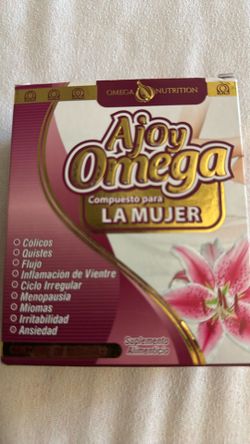 OMEGA NUTRITION
Ajo y
Omega
Compuesto para
LA MUJER
Cólicos
Quistes
Flujo
Inflamación de Vientre
Ciclo Irregular
Menopausia
Miomas
Irritabilidad
Ansiedad
Suplemento
Alimenticio